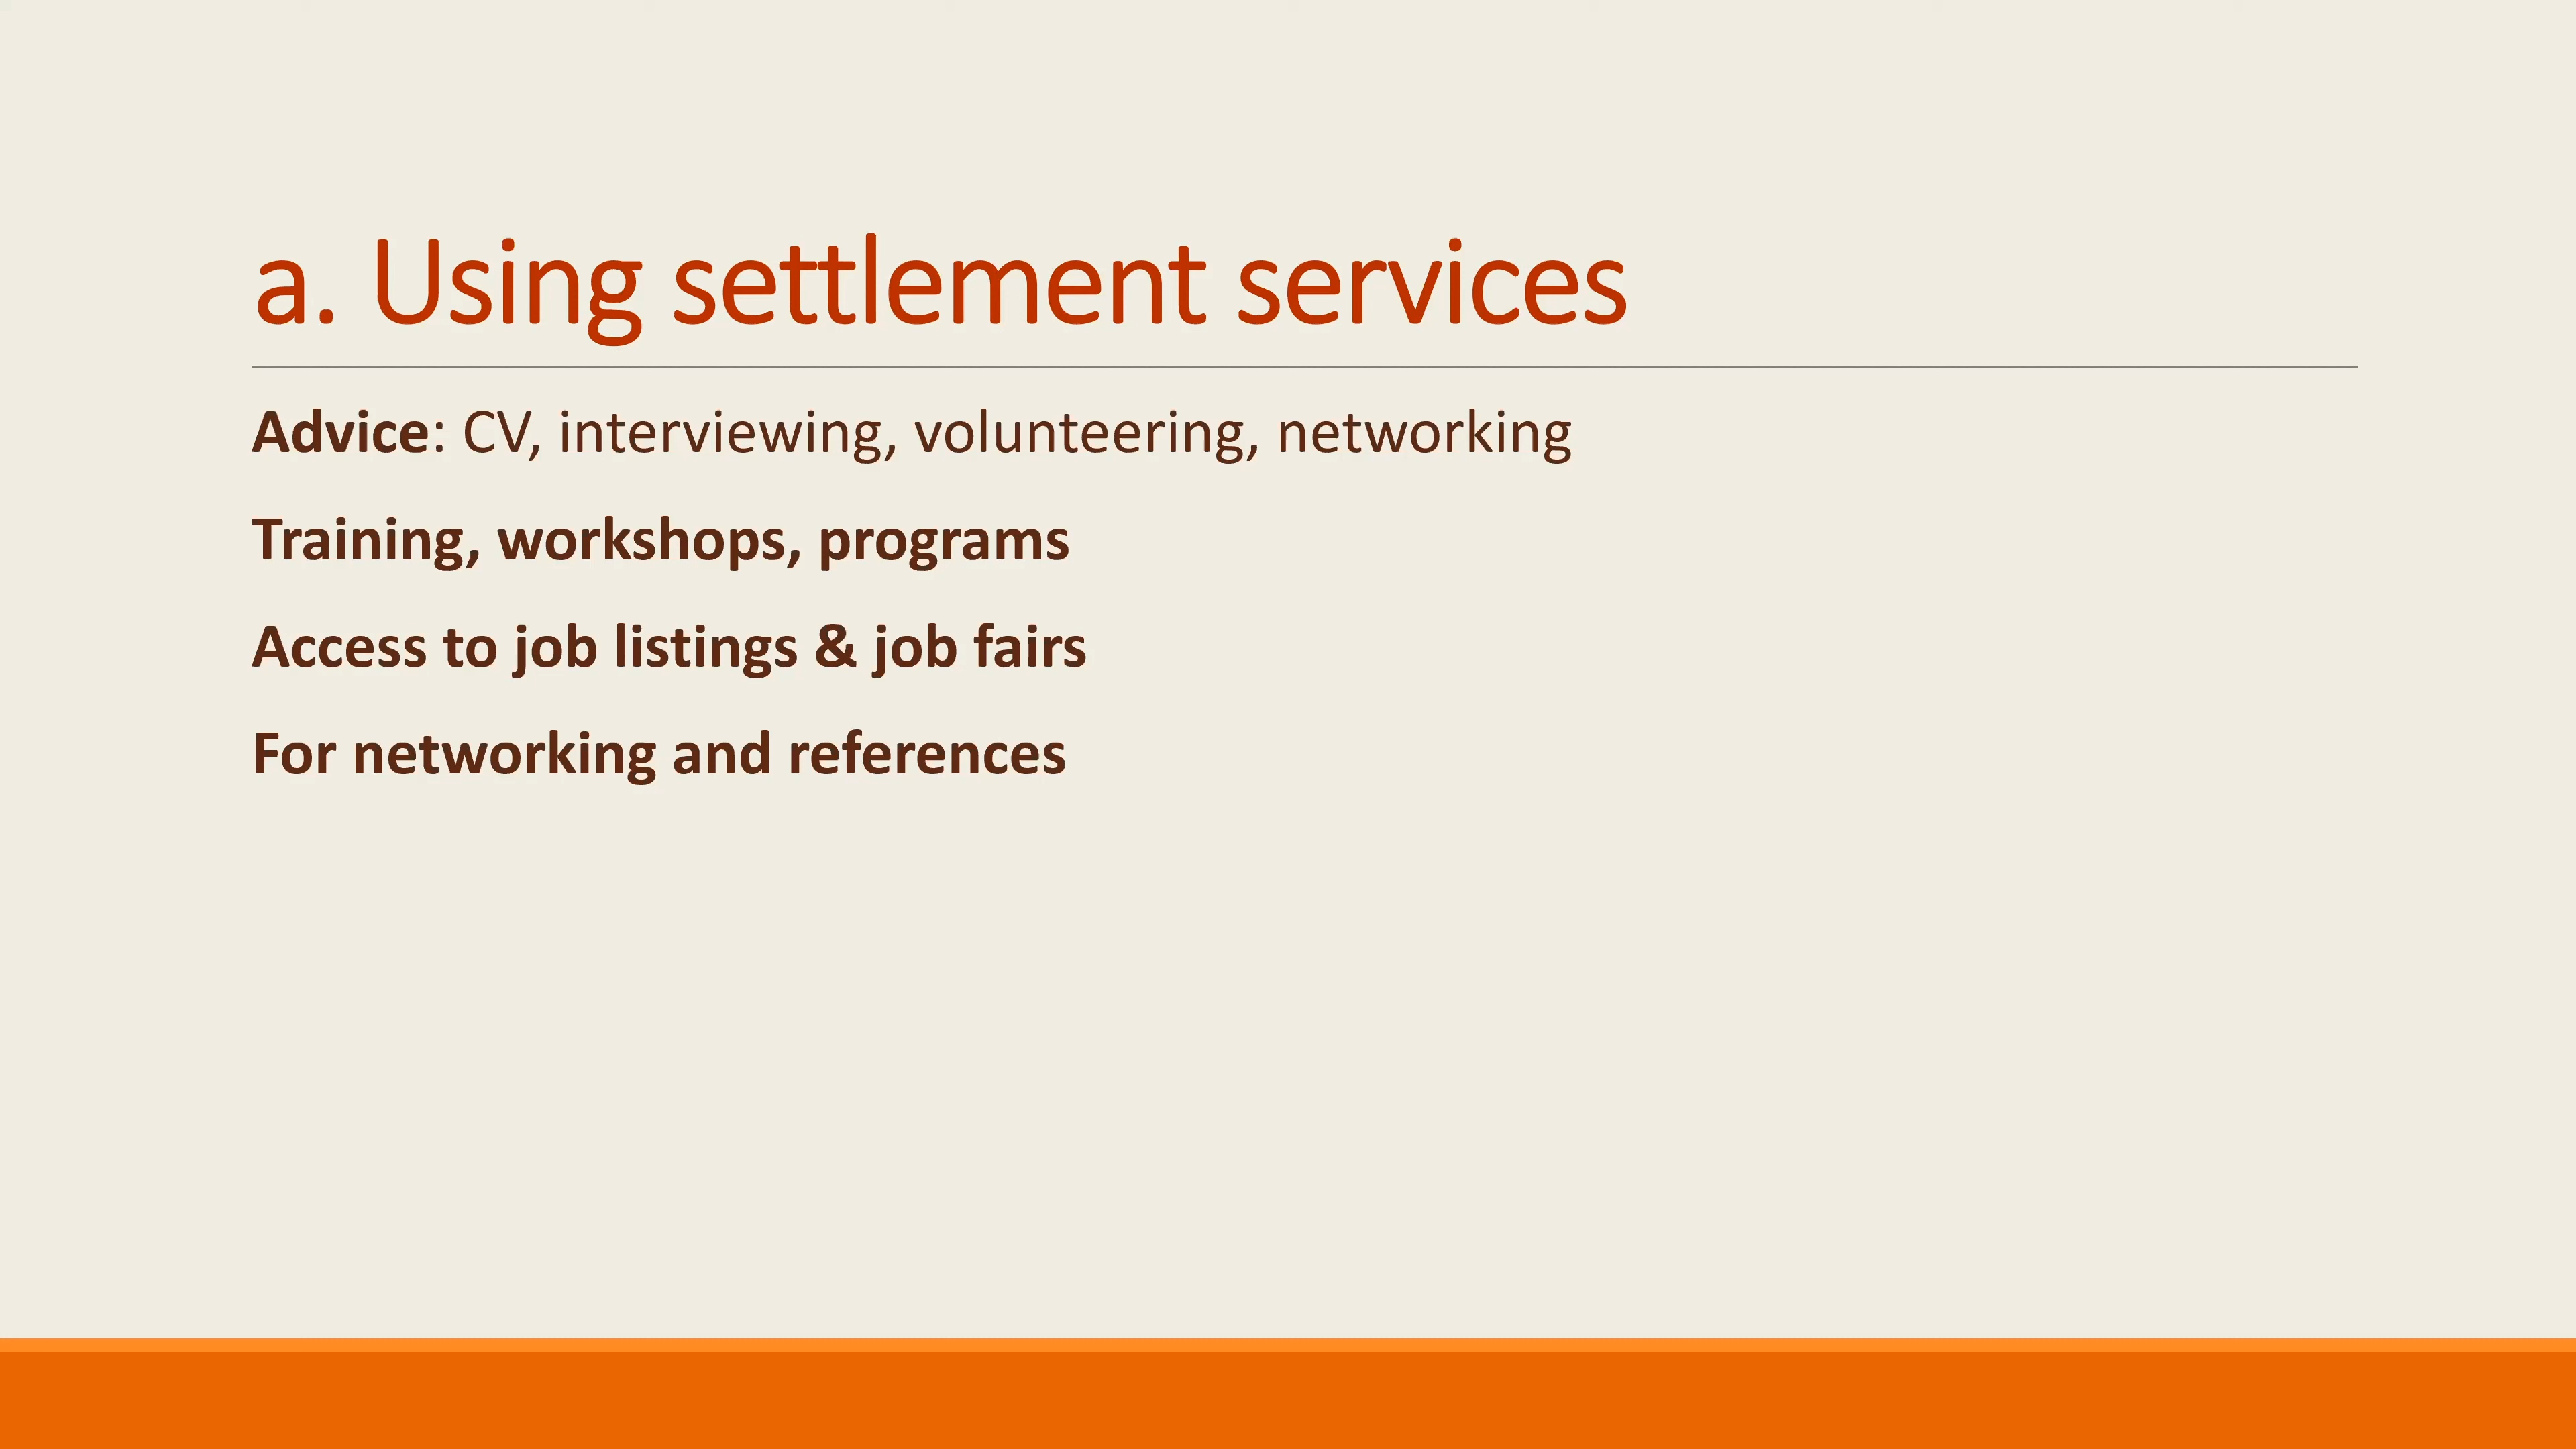 a. Using settlement services
Advice: CV, interviewing, volunteering, networking
Training, workshops, programs
Access to job listings & job fairs
For networking and references